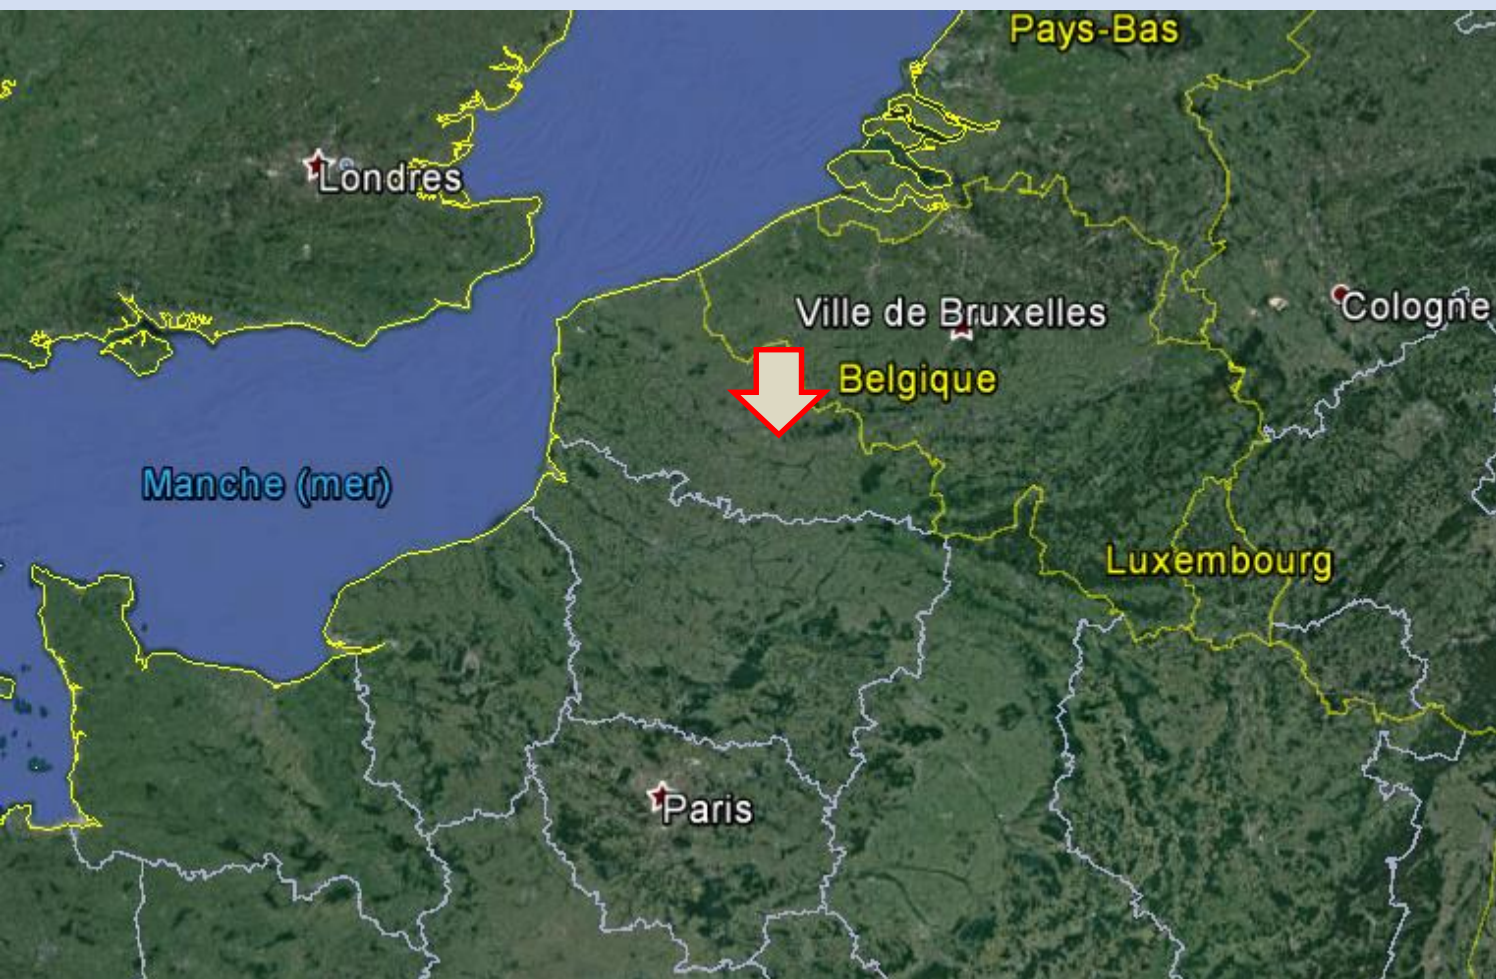 Pays-Bas
Londres
Ville de Bruxelles
Cologne
Belgique
Manche (mer)
Luxembourg
Paris